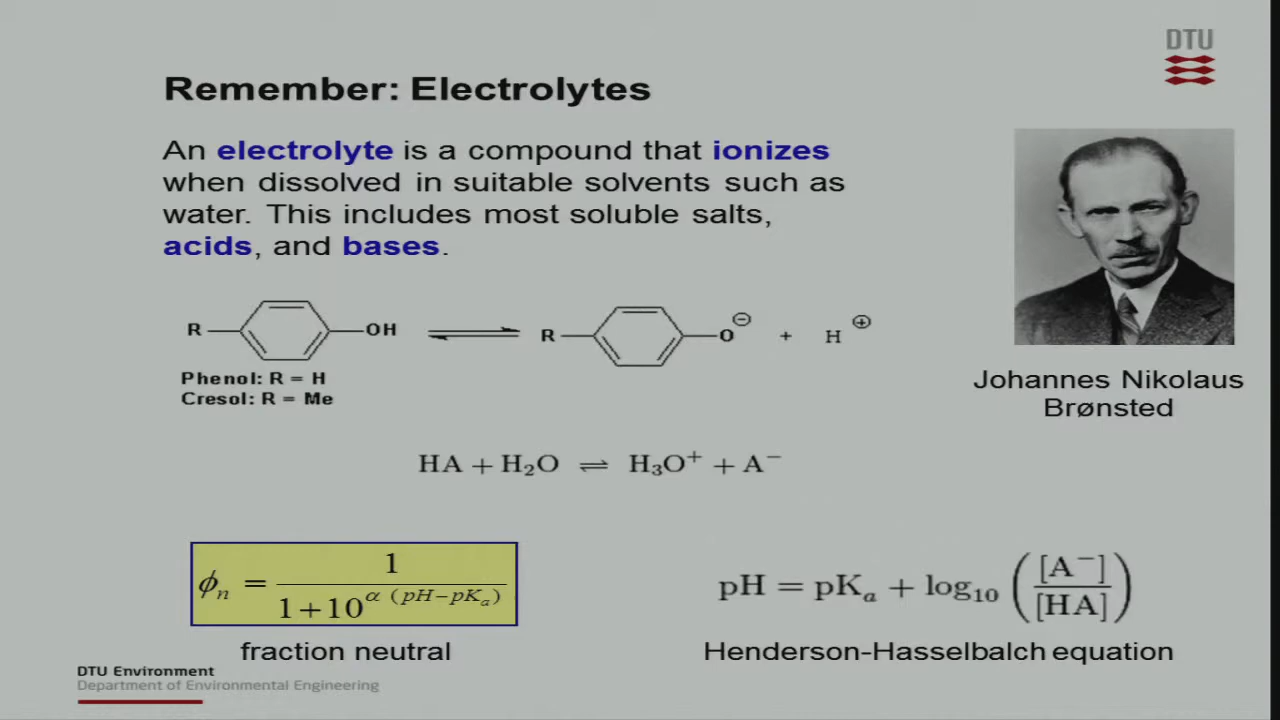 DTU
Remember: Electrolytes
An electrolyte is a compound that ionizes
when dissolved in suitable solvents such as
water. This includes most soluble salts,
acids, and bases.
R OH ⇌ R O ⊖ + H ⊕
Phenol: R = H
Cresol: R = Me
Johannes Nikolaus
Brønsted
HA + H₂O ⇌ H₃O⁺ + A⁻
ϕₙ = 1 / 1+10^α (pH−pKₐ)
pH = pKₐ + log₁₀ ([A⁻] / [HA])
fraction neutral
Henderson-Hasselbalch equation
DTU Environment
Department of Environmental Engineering